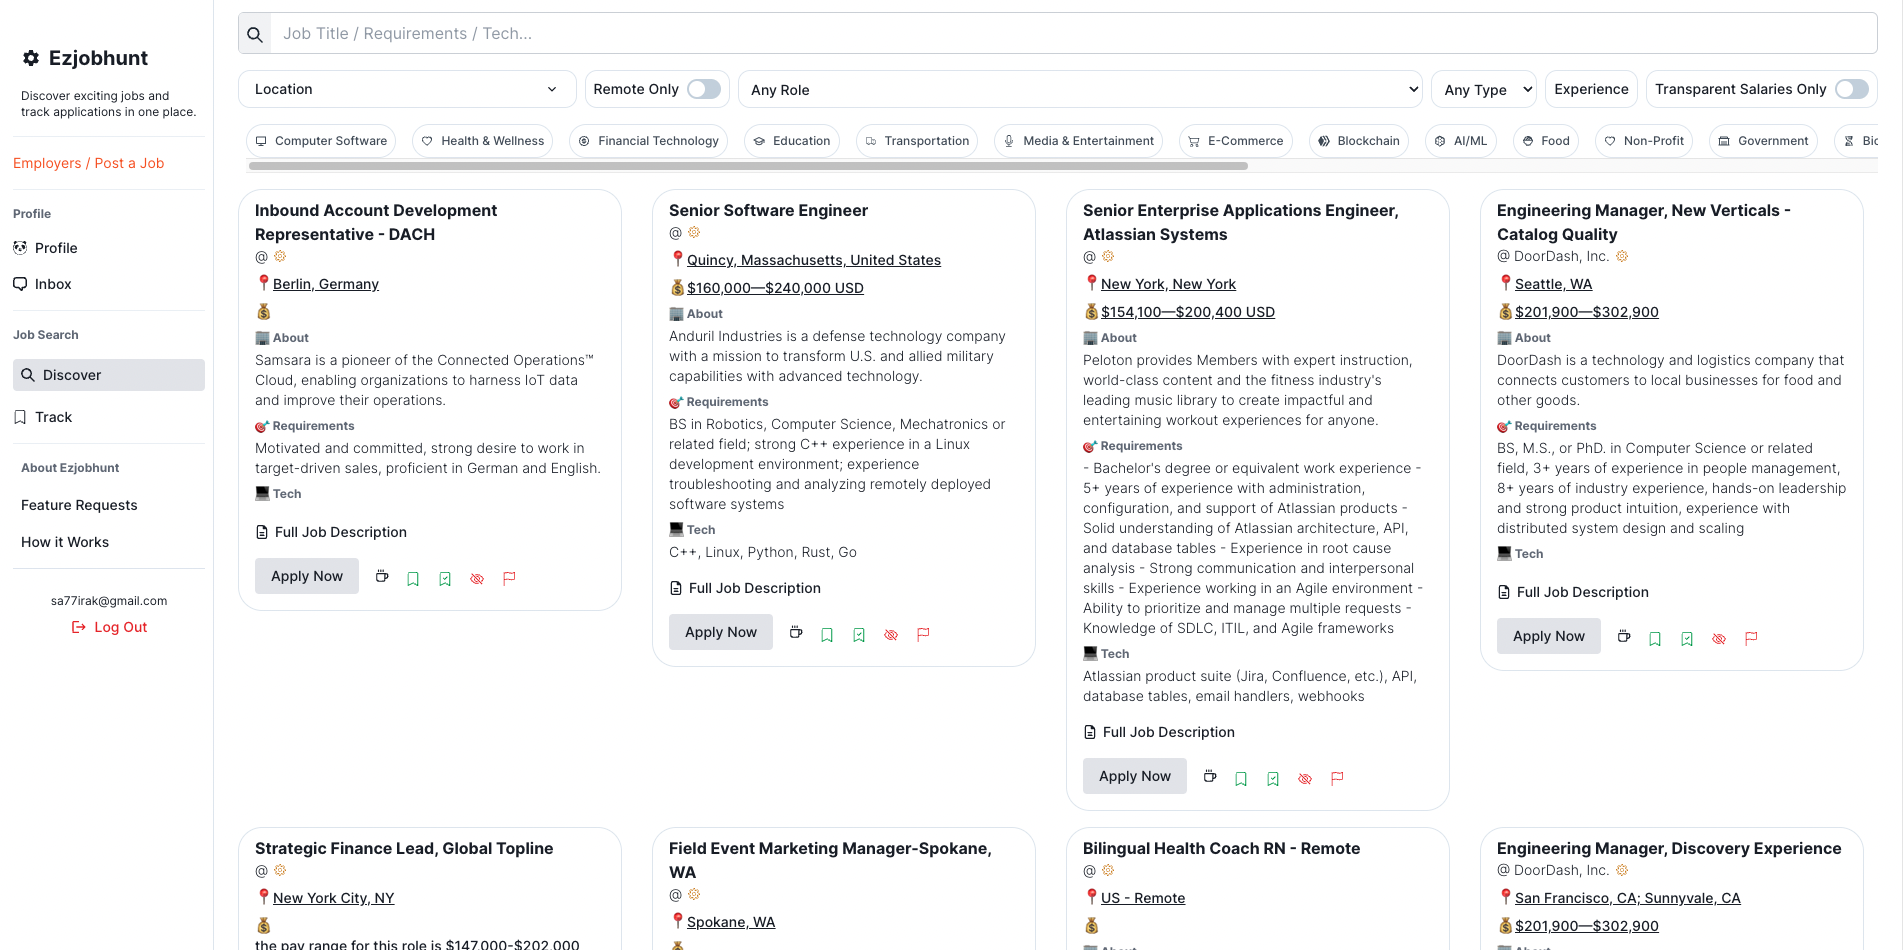 Ezjobhunt
Discover exciting jobs and
track applications in one place.
Employers / Post a Job
Profile
Profile
Inbox
Job Search
Discover
Track
About Ezjobhunt
Feature Requests
How it Works
sa77irak@gmail.com
Log Out
Job Title / Requirements / Tech...
Location
Remote Only
Any Role
Any Type
Experience
Transparent Salaries Only
Computer Software
Health & Wellness
Financial Technology
Education
Transportation
Media & Entertainment
E-Commerce
Blockchain
AI/ML
Food
Non-Profit
Government
Inbound Account Development
Representative - DACH
@
Berlin, Germany
About
Samsara is a pioneer of the Connected Operations™
Cloud, enabling organizations to harness IoT data
and improve their operations.
Requirements
Motivated and committed, strong desire to work in
target-driven sales, proficient in German and English.
Tech
Full Job Description
Apply Now
Senior Software Engineer
@
Quincy, Massachusetts, United States
$160,000—$240,000 USD
About
Anduril Industries is a defense technology company
with a mission to transform U.S. and allied military
capabilities with advanced technology.
Requirements
BS in Robotics, Computer Science, Mechatronics or
related field; strong C++ experience in a Linux
development environment; experience
troubleshooting and analyzing remotely deployed
software systems
Tech
C++, Linux, Python, Rust, Go
Full Job Description
Apply Now
Senior Enterprise Applications Engineer,
Atlassian Systems
@
New York, New York
$154,100—$200,400 USD
About
Peloton provides Members with expert instruction,
world-class content and the fitness industry's
leading music library to create impactful and
entertaining workout experiences for anyone.
Requirements
- Bachelor's degree or equivalent work experience -
5+ years of experience with administration,
configuration, and support of Atlassian products -
Solid understanding of Atlassian architecture, API,
and database tables - Experience in root cause
analysis - Strong communication and interpersonal
skills - Experience working in an Agile environment -
Ability to prioritize and manage multiple requests -
Knowledge of SDLC, ITIL, and Agile frameworks
Tech
Atlassian product suite (Jira, Confluence, etc.), API,
database tables, email handlers, webhooks
Full Job Description
Apply Now
Engineering Manager, New Verticals -
Catalog Quality
@ DoorDash, Inc.
Seattle, WA
$201,900—$302,900
About
DoorDash is a technology and logistics company that
connects customers to local businesses for food and
other goods.
Requirements
BS, M.S., or PhD. in Computer Science or related
field, 3+ years of experience in people management,
8+ years of industry experience, hands-on leadership
and strong product intuition, experience with
distributed system design and scaling
Tech
Full Job Description
Apply Now
Strategic Finance Lead, Global Topline
@
New York City, NY
the pay range for this role is $147,000-$202,000
Field Event Marketing Manager-Spokane,
WA
@
Spokane, WA
Bilingual Health Coach RN - Remote
@
US - Remote
About
Engineering Manager, Discovery Experience
@ DoorDash, Inc.
San Francisco, CA; Sunnyvale, CA
$201,900—$302,900
About